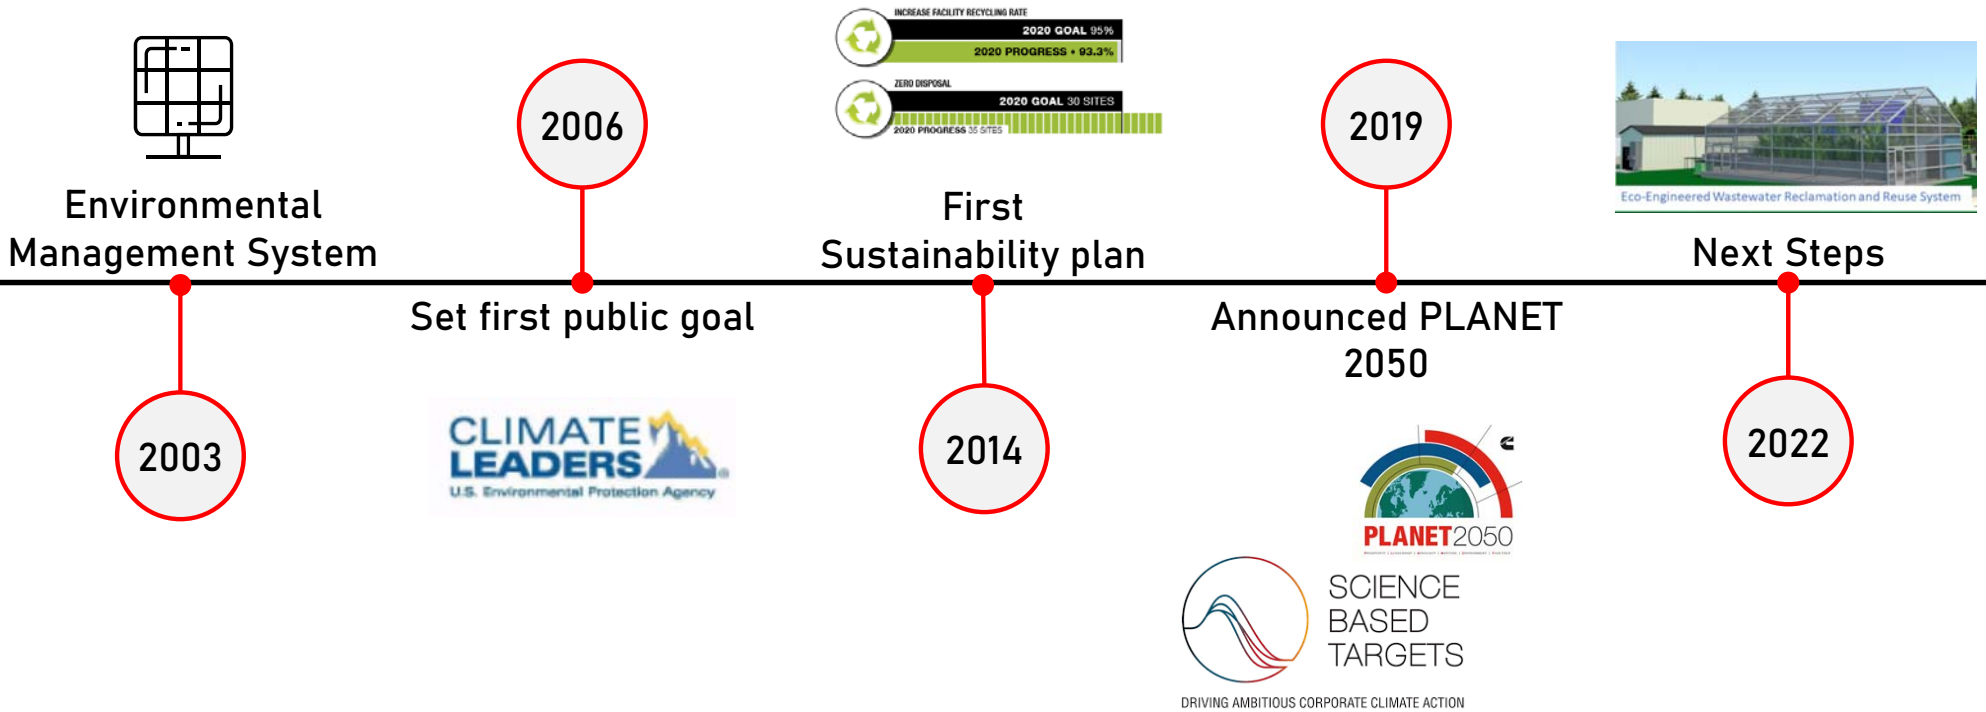 Environmental
Management System
2003
2006
Set first public goal
CLIMATE
LEADERS
U.S. Environmental Protection Agency
INCREASE FACILITY RECYCLING RATE
2020 GOAL 95%
2020 PROGRESS • 93.3%
ZERO DISPOSAL
2020 GOAL 30 SITES
2020 PROGRESS 35 SITES
First
Sustainability plan
2014
2019
Announced PLANET
2050
PLANET2050
SCIENCE
BASED
TARGETS
DRIVING AMBITIOUS CORPORATE CLIMATE ACTION
Eco-Engineered Wastewater Reclamation and Reuse System
Next Steps
2022